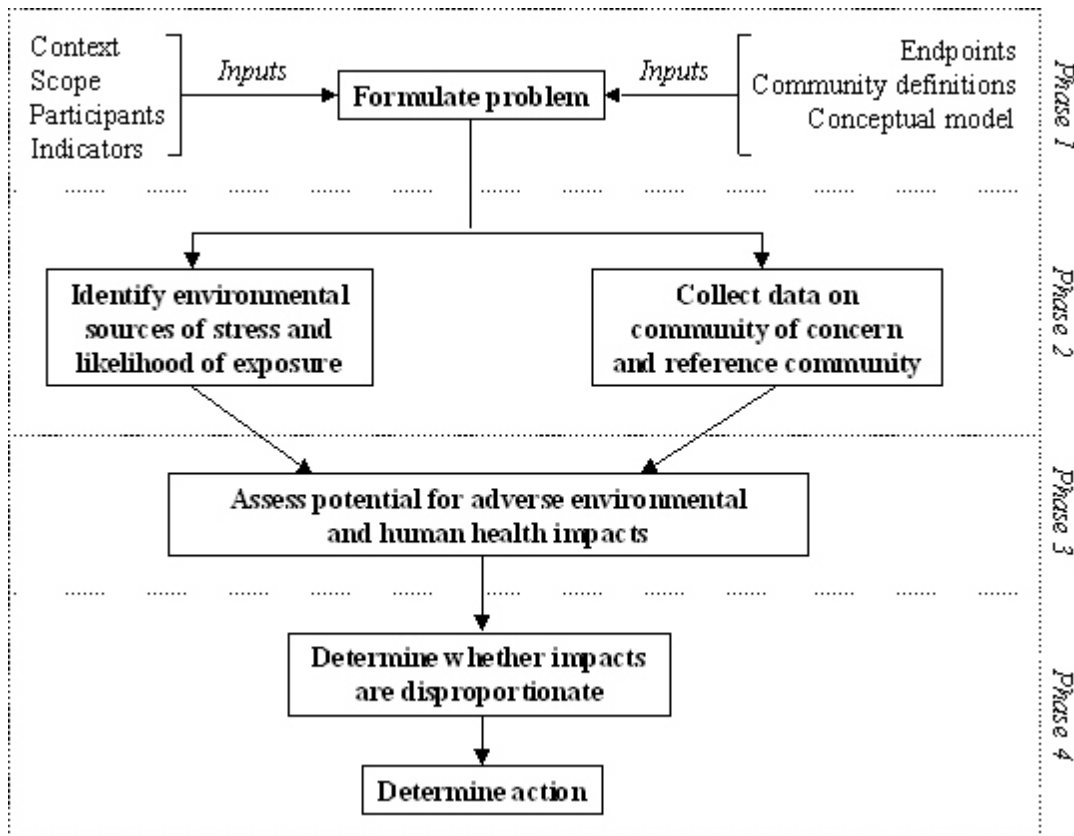 Context
Scope
Participants
Indicators
Inputs
Formulate problem
Inputs
Endpoints
Community definitions
Conceptual model
Phase 1
Identify environmental
sources of stress and
likelihood of exposure
Collect data on
community of concern
and reference community
Phase 2
Assess potential for adverse environmental
and human health impacts
Phase 3
Determine whether impacts
are disproportionate
Determine action
Phase 4